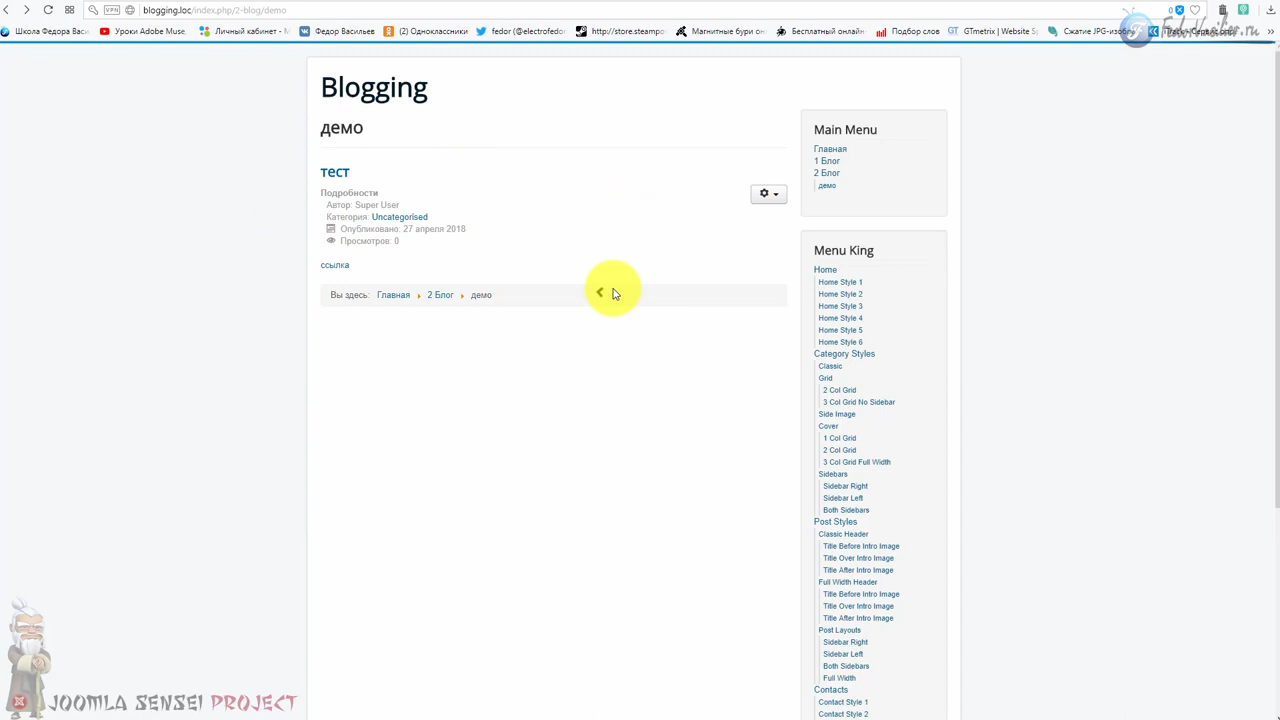 VPN
blogging.loc/index.php/2-blog/demo
0
Школа Федора Васи
Уроки Adobe Muse,
Личный кабинет - М
Федор Васильев
(2) Одноклассники
fedor (@electrofedor
http://store.steampo
Магнитные бури он
Бесплатный онлайн
Подбор слов
GTmetrix | Website S
Сжатие JPG-изобр
Blogging
демо
тест
Подробности
Автор: Super User
Категория: Uncategorised
Опубликовано: 27 апреля 2018
Просмотров: 0
ссылка
Вы здесь: Главная 2 Блог демо
Main Menu
Главная
1 Блог
2 Блог
демо
Menu King
Home
Home Style 1
Home Style 2
Home Style 3
Home Style 4
Home Style 5
Home Style 6
Category Styles
Classic
Grid
2 Col Grid
3 Col Grid No Sidebar
Side Image
Cover
1 Col Grid
2 Col Grid
3 Col Grid Full Width
Sidebars
Sidebar Right
Sidebar Left
Both Sidebars
Post Styles
Classic Header
Title Before Intro Image
Title Over Intro Image
Title After Intro Image
Full Width Header
Title Before Intro Image
Title Over Intro Image
Title After Intro Image
Post Layouts
Sidebar Right
Sidebar Left
Both Sidebars
Full Width
Contacts
Contact Style 1
Contact Style 2
JOOMLA SENSEI PROJECT